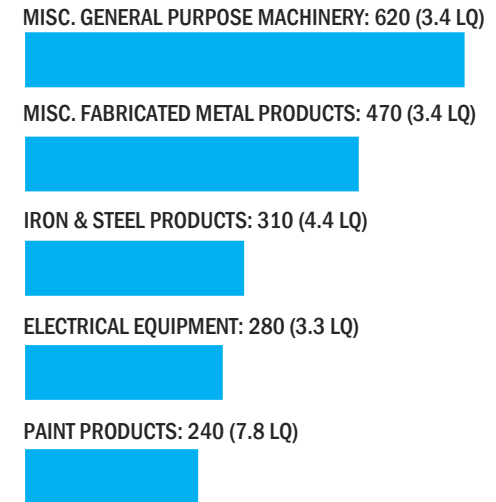 MISC. GENERAL PURPOSE MACHINERY: 620 (3.4 LQ)
MISC. FABRICATED METAL PRODUCTS: 470 (3.4 LQ)
IRON & STEEL PRODUCTS: 310 (4.4 LQ)
ELECTRICAL EQUIPMENT: 280 (3.3 LQ)
PAINT PRODUCTS: 240 (7.8 LQ)